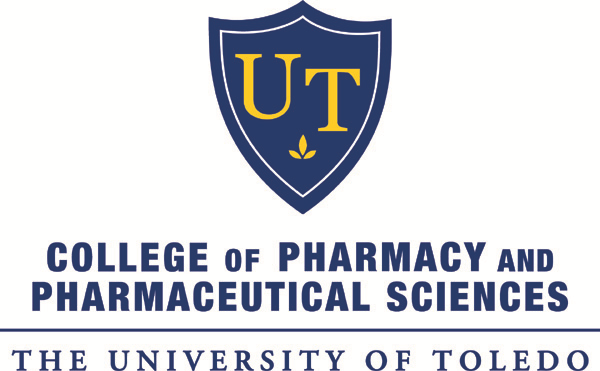 UT
COLLEGE OF PHARMACY AND
PHARMACEUTICAL SCIENCES
THE UNIVERSITY OF TOLEDO